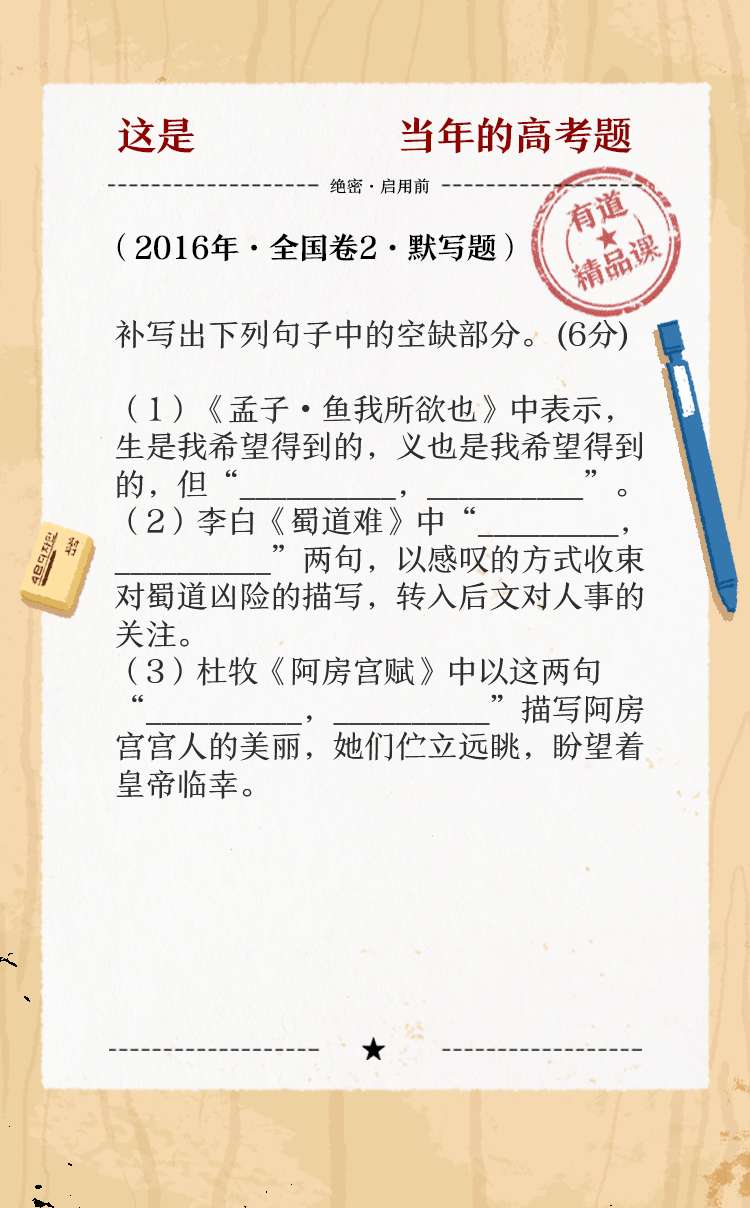 这是 当年的高考题
绝密·启用前
有道
精品课
（2016年·全国卷2·默写题）
补写出下列句子中的空缺部分。(6分)
（1）《孟子·鱼我所欲也》中表示，
生是我希望得到的，义也是我希望得到
的，但“__________，__________”。
（2）李白《蜀道难》中“_________，
__________”两句，以感叹的方式收束
对蜀道凶险的描写，转入后文对人事的
关注。
（3）杜牧《阿房宫赋》中以这两句
“__________，__________”描写阿房
宫宫人的美丽，她们伫立远眺，盼望着
皇帝临幸。